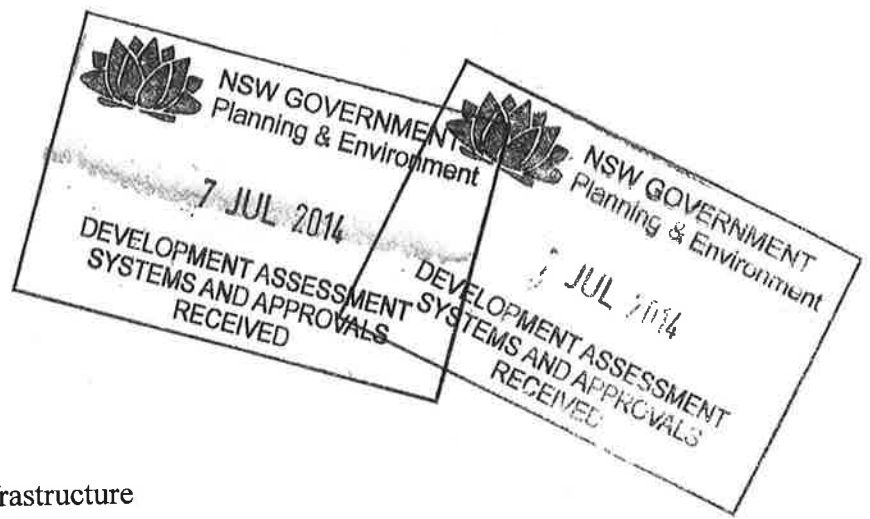 NSW GOVERNMENT
Planning & Environment
7 JUL 2014
DEVELOPMENT ASSESSMENT
SYSTEMS AND APPROVALS
RECEIVED
NSW GOVERNMENT
Planning & Environment
JUL 2014
DEVELOPMENT ASSESSMENT
SYSTEMS AND APPROVALS
RECEIVED
rastructure